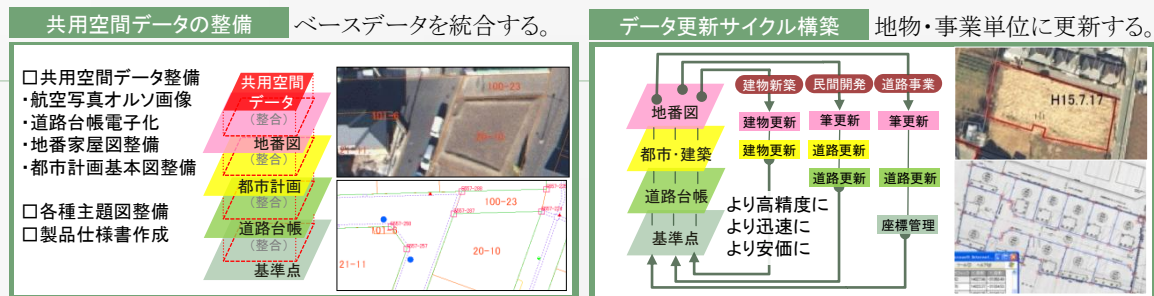 共用空間データの整備
ベースデータを統合する。
□共用空間データ整備
・航空写真オルソ画像
・道路台帳電子化
・地番家屋図整備
・都市計画基本図整備
□各種主題図整備
□製品仕様書作成
共用空間
データ
(整合)
地番図
(整合)
都市計画
(整合)
道路台帳
(整合)
基準点
100-23
101-6
20-10
21-11
100-23
101-6
20-10
21-11
データ更新サイクル構築
地物・事業単位に更新する。
建物新築
民間開発
道路事業
地番図
建物更新
筆更新
筆更新
都市・建築
建物更新
道路更新
道路台帳
道路更新
道路更新
基準点
より高精度に
より迅速に
より安価に
座標管理
H15.7.17